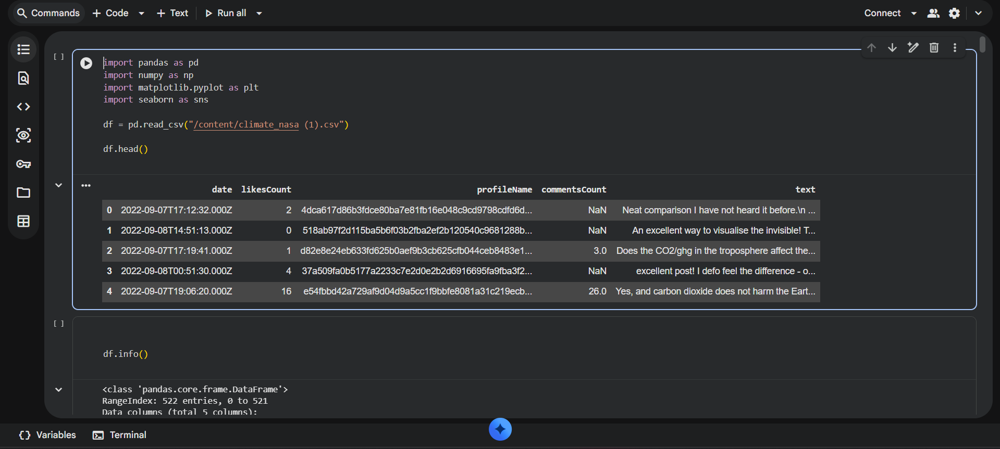 Commands + Code + Text Run all Connect
[ ]
import pandas as pd
import numpy as np
import matplotlib.pyplot as plt
import seaborn as sns
df = pd.read_csv("/content/climate_nasa (1).csv")
df.head()
date likesCount profileName commentsCount text
0 2022-09-07T17:12:32.000Z 2 4dca617d86b3fdce80ba7e81fb16e048c9cd9798cdfd6d... NaN Neat comparison I have not heard it before.\n ...
1 2022-09-08T14:51:13.000Z 0 518ab97f2d115ba5b6f03b2fba2ef2b120540c9681288b... NaN An excellent way to visualise the invisible! T...
2 2022-09-07T17:19:41.000Z 1 d82e8e24eb633fd625b0aef9b3cb625cfb044ceb8483e1... 3.0 Does the CO2/ghg in the troposphere affect the...
3 2022-09-08T00:51:30.000Z 4 37a509fa0b5177a2233c7e2d0e2b2d6916695fa9fba3f2... NaN excellent post! I defo feel the difference - o...
4 2022-09-07T19:06:20.000Z 16 e54fbbd42a729af9d04d9a5cc1f9bbfe8081a31c219ecb... 26.0 Yes, and carbon dioxide does not harm the Eart...
[ ]
df.info()
<class 'pandas.core.frame.DataFrame'>
RangeIndex: 522 entries, 0 to 521
Data columns (total 5 columns):
Variables Terminal